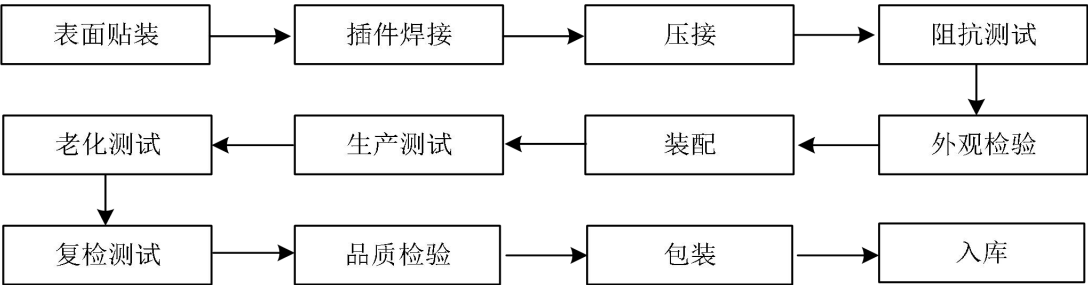 表面贴装
插件焊接
压接
阻抗测试
外观检验
装配
生产测试
老化测试
复检测试
品质检验
包装
入库